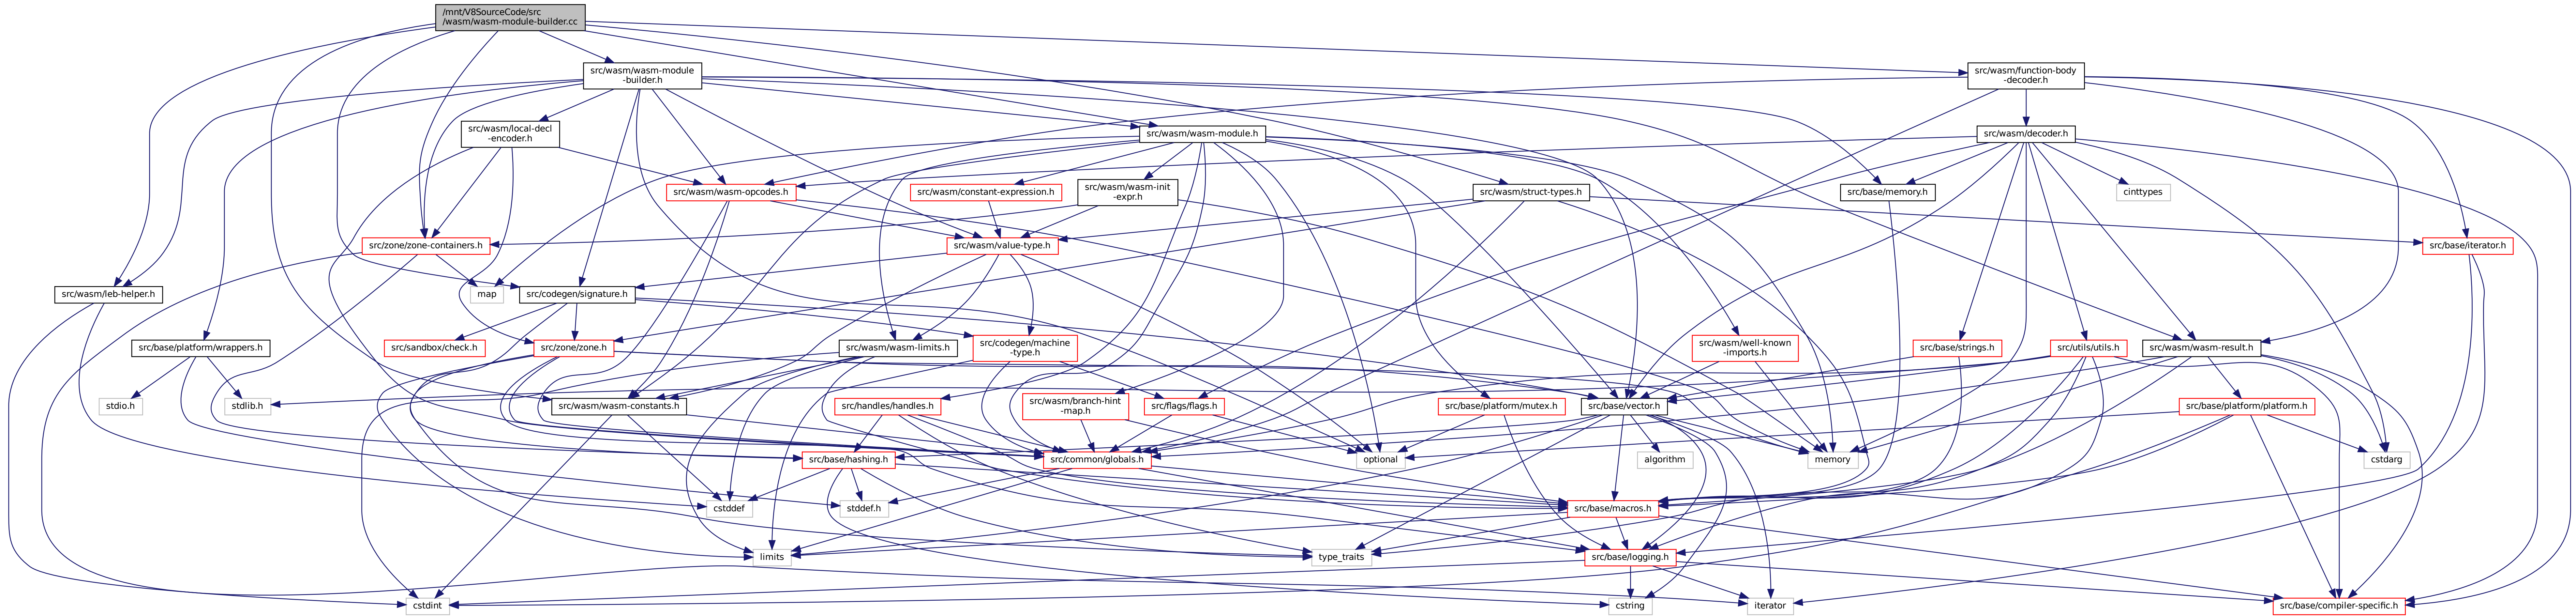 /mnt/V8SourceCode/src
/wasm/wasm-module-builder.cc
src/wasm/wasm-module
-builder.h
src/wasm/function-body
-decoder.h
src/wasm/local-decl
-encoder.h
src/wasm/wasm-module.h
src/wasm/decoder.h
src/wasm/wasm-opcodes.h
src/wasm/constant-expression.h
src/wasm/wasm-init
-expr.h
src/wasm/struct-types.h
src/base/memory.h
cinttypes
src/zone/zone-containers.h
src/wasm/value-type.h
src/base/iterator.h
src/wasm/leb-helper.h
map
src/codegen/signature.h
src/base/platform/wrappers.h
src/sandbox/check.h
src/zone/zone.h
src/wasm/wasm-limits.h
src/codegen/machine
-type.h
src/wasm/well-known
-imports.h
src/base/strings.h
src/utils/utils.h
src/wasm/wasm-result.h
stdio.h
stdlib.h
src/wasm/wasm-constants.h
src/handles/handles.h
src/wasm/branch-hint
-map.h
src/flags/flags.h
src/base/platform/mutex.h
src/base/vector.h
src/base/platform/platform.h
src/base/hashing.h
src/common/globals.h
optional
algorithm
memory
cstdarg
cstddef
stddef.h
src/base/macros.h
limits
type_traits
src/base/logging.h
cstdint
cstring
iterator
src/base/compiler-specific.h